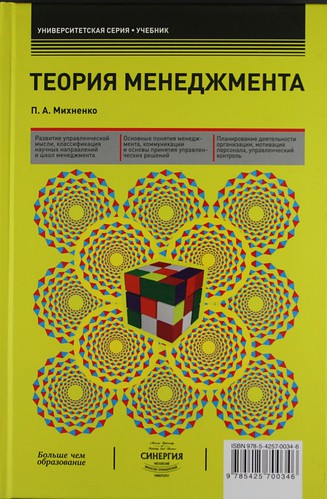 УНИВЕРСИТЕТСКАЯ СЕРИЯ • УЧЕБНИК
ТЕОРИЯ МЕНЕДЖМЕНТА
П. А. Михненко
Развитие управленческой
мысли, классификация
научных направлений
и школ менеджмента
Основные понятия менедж-
мента, коммуникации
и основы принятия управлен-
ческих решений
Планирование деятельности
организации, мотивация
персонала, управленческий
контроль
Больше чем
образование
СИНЕРГИЯ
ISBN 978-5-4257-0034-6
9 785425 700346